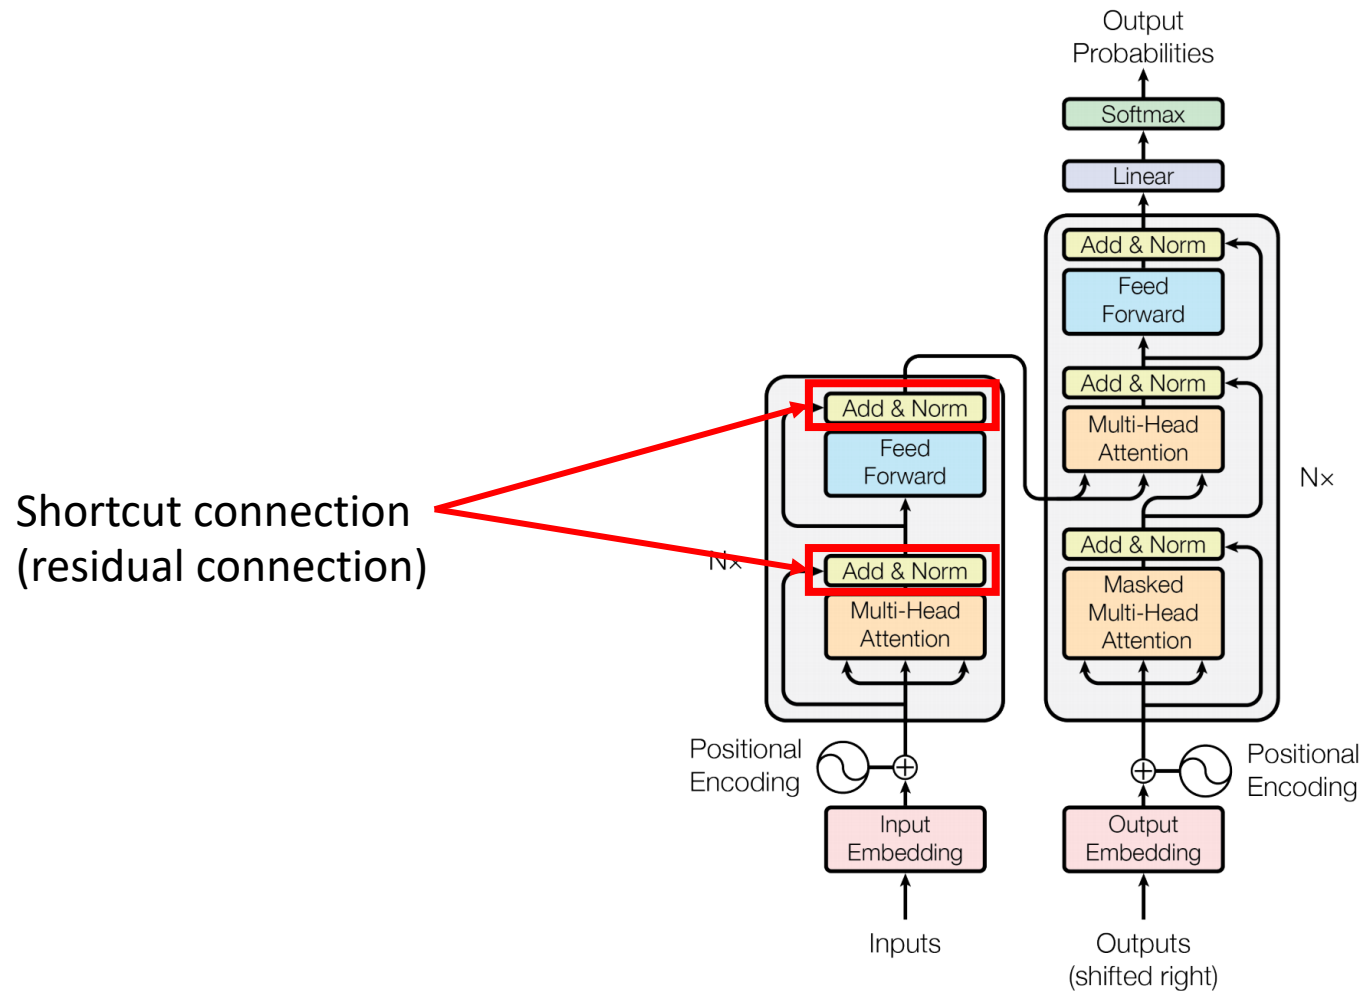 Output
Probabilities
Softmax
Linear
Add & Norm
Feed
Forward
Add & Norm
Multi-Head
Attention
Add & Norm
Masked
Multi-Head
Attention
N×
Add & Norm
Feed
Forward
Add & Norm
Multi-Head
Attention
N×
Shortcut connection
(residual connection)
Positional
Encoding
Positional
Encoding
Input
Embedding
Output
Embedding
Inputs
Outputs
(shifted right)